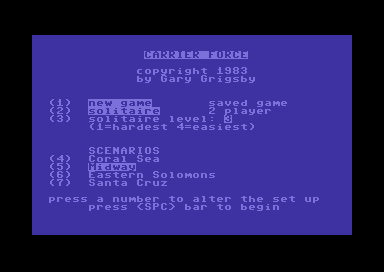 CARRIER FORCE
copyright 1983
by Gary Grigsby
(1) new game saved game
(2) solitaire 2 player
(3) solitaire level: 3
(1=hardest 4=easiest)
SCENARIOS
(4) Coral Sea
(5) Midway
(6) Eastern Solomons
(7) Santa Cruz
press a number to alter the set up
press <SPC> bar to begin